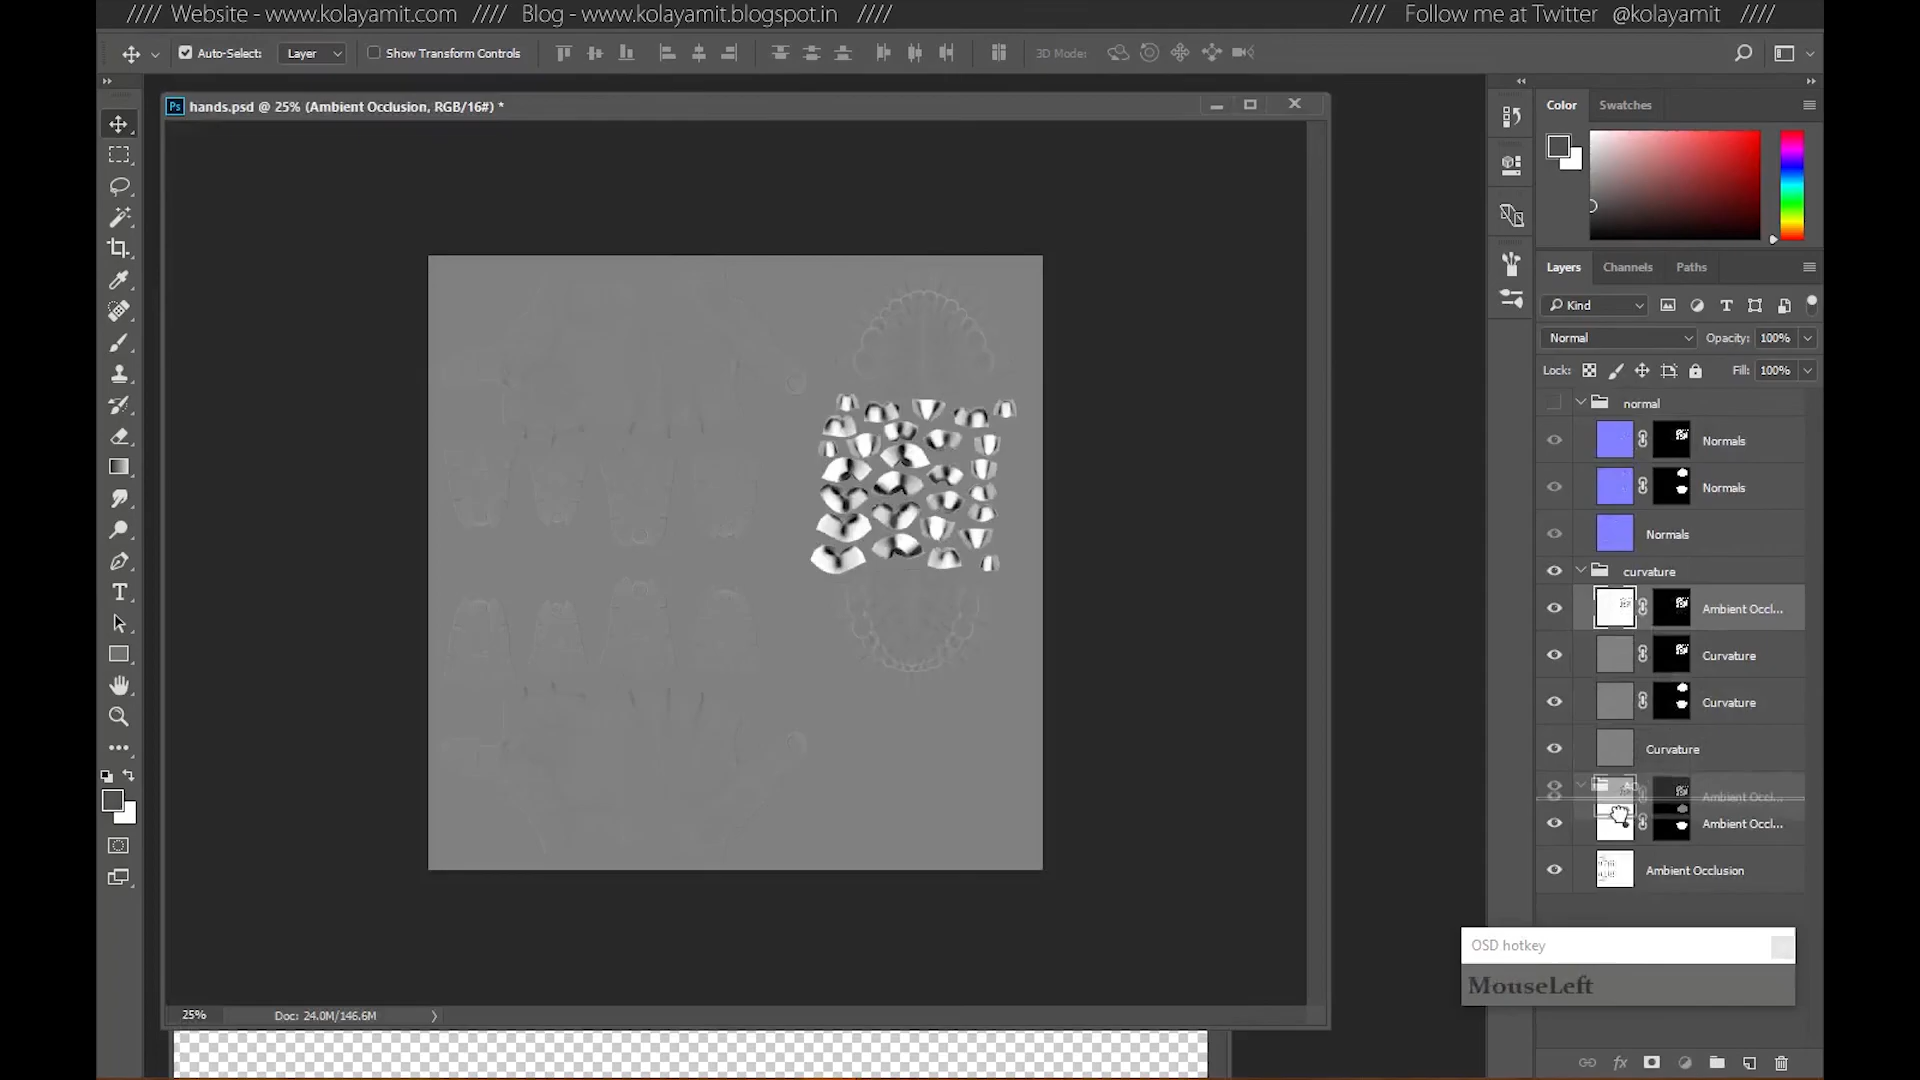 //// Website - www.kolayamit.com //// Blog - www.kolayamit.blogspot.in ////
//// Follow me at Twitter @kolayamit ////
Auto-Select: Layer Show Transform Controls 3D Mode:
hands.psd @ 25% (Ambient Occlusion, RGB/16#) *
Color Swatches
Layers Channels Paths
Kind
Normal Opacity: 100%
Lock: Fill: 100%
normal
Normals
Normals
Normals
curvature
Ambient Occl...
Curvature
Curvature
Curvature
Ambient Occl...
Ambient Occl...
Ambient Occlusion
OSD hotkey
MouseLeft
25% Doc: 24.0M/146.6M